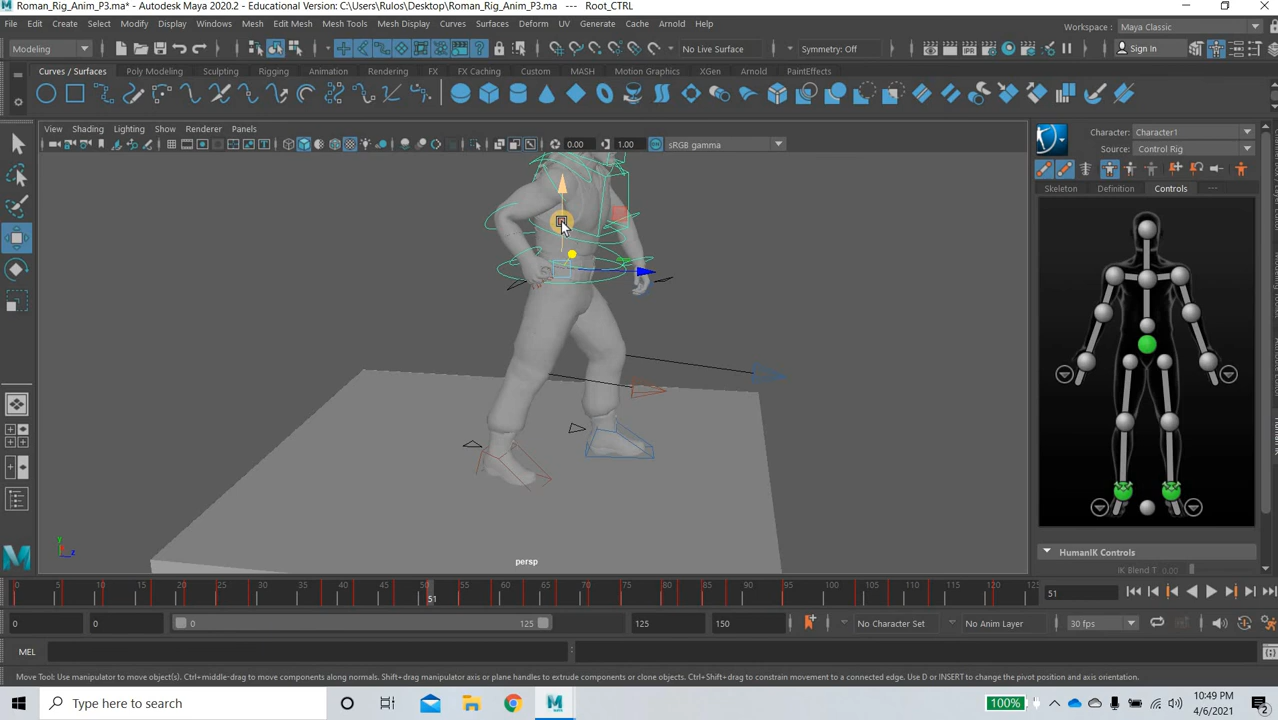 Roman_Rig_Anim_P3.ma* - Autodesk Maya 2020.2 - Educational Version: C:\Users\Rulos\Desktop\Roman_Rig_Anim_P3.ma --- Root_CTRL
File Edit Create Select Modify Display Windows Mesh Edit Mesh Mesh Tools Mesh Display Curves Surfaces Deform UV Generate Cache Arnold Help
Workspace : Maya Classic
Modeling No Live Surface Symmetry: Off Sign In
Curves / Surfaces Poly Modeling Sculpting Rigging Animation Rendering FX FX Caching Custom MASH Motion Graphics XGen Arnold PaintEffects
View Shading Lighting Show Renderer Panels
0.00 1.00 sRGB gamma
Character: Character1
Source: Control Rig
Skeleton Definition Controls
persp
HumanIK Controls
IK Blend T 0.00
0 5 10 15 20 25 30 35 40 45 50 55 60 65 70 75 80 85 90 95 100 105 110 115 120 125
51
51
0 0 0 125 125 150 No Character Set No Anim Layer 30 fps
MEL
Move Tool: Use manipulator to move object(s). Ctrl+middle-drag to move components along normals. Shift+drag manipulator axis or plane handles to extrude components or clone objects. Ctrl+Shift+drag to constrain movement to a connected edge. Use D or INSERT to change the pivot position and axis orientation.
Type here to search
100%
10:49 PM
4/6/2021
2